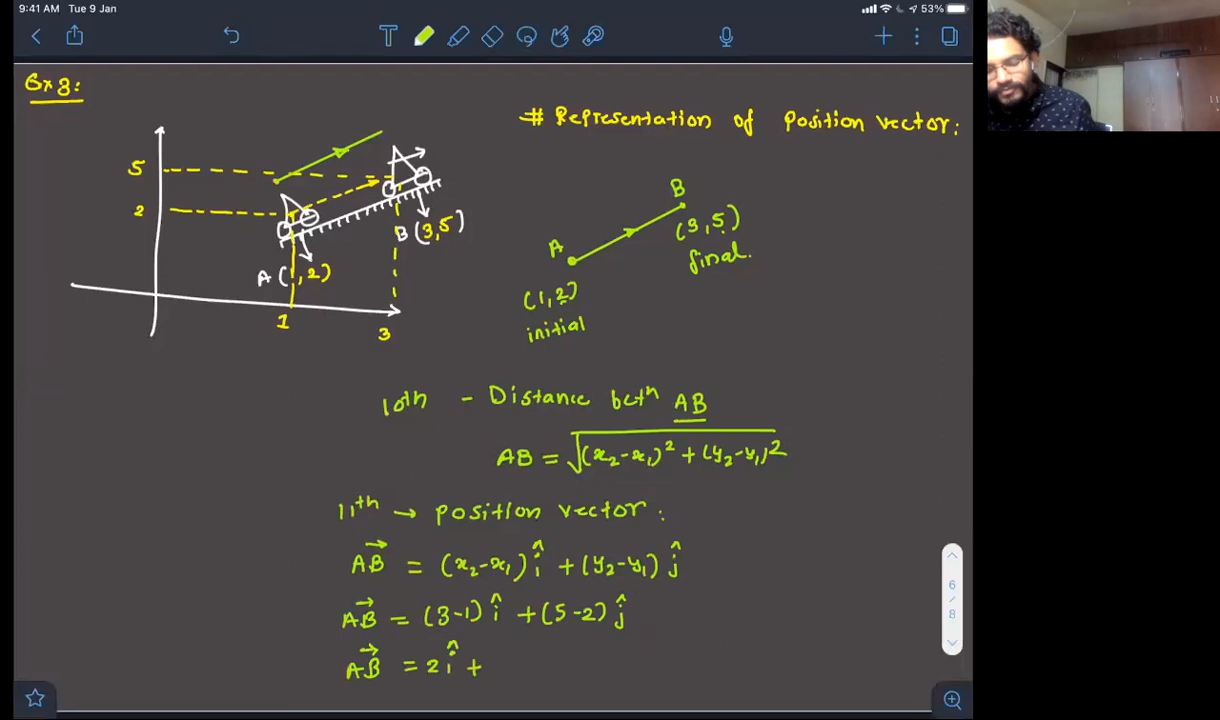 9:41 AM Tue 9 Jan
53%
T
Ex 3:
# Representation of position vector:
5
2
A (1,2)
B (3,5)
1
3
A
(1,2)
initial
B
(3,5)
final.
10th - Distance betn AB
AB = √(x₂-x₁)² + (y₂-y₁)²
11th → position vector:
AB→ = (x₂-x₁) î + (y₂-y₁) ĵ
AB→ = (3-1) î + (5-2) ĵ
AB→ = 2 î +
6/8